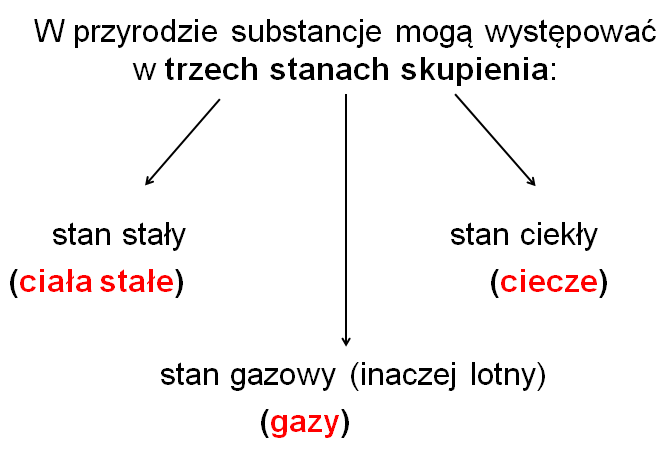 W przyrodzie substancje mogą występować
w trzech stanach skupienia:
stan stały
(ciała stałe)
stan ciekły
(ciecze)
stan gazowy (inaczej lotny)
(gazy)